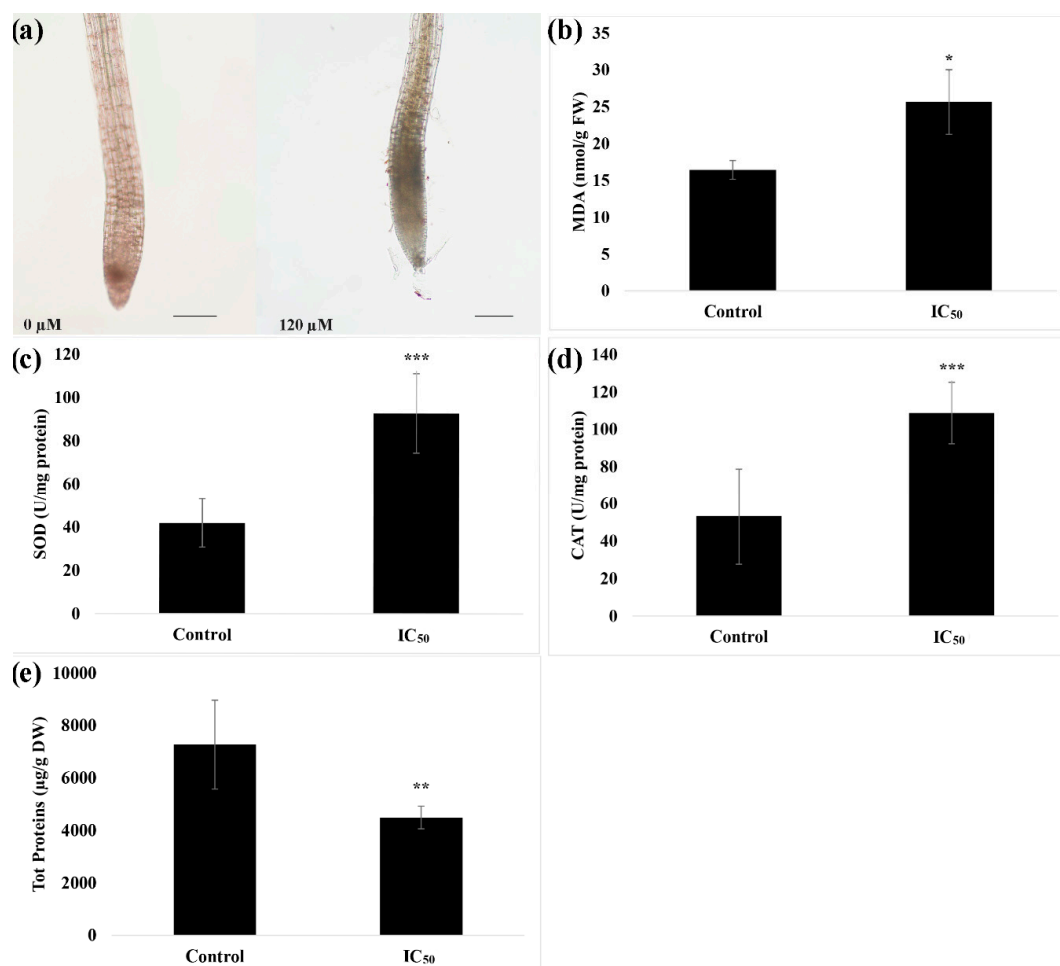 (a)
0 µM
120 µM
(b)
MDA (nmol/g FW)
35
30
25
20
15
10
5
0
*
Control
IC₅₀
(c)
SOD (U/mg protein)
120
100
80
60
40
20
0
***
Control
IC₅₀
(d)
CAT (U/mg protein)
140
120
100
80
60
40
20
0
***
Control
IC₅₀
(e)
Tot Proteins (µg/g DW)
10000
8000
6000
4000
2000
0
**
Control
IC₅₀